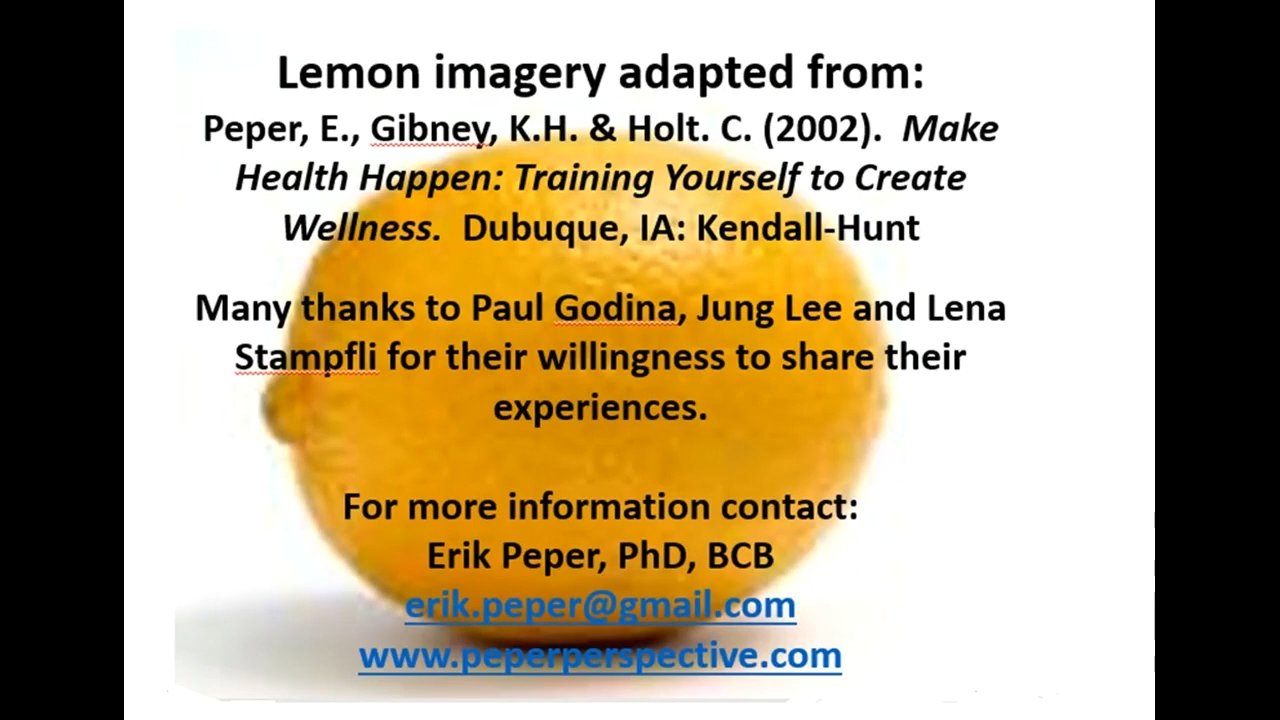 Lemon imagery adapted from:
Peper, E., Gibney, K.H. & Holt. C. (2002).  Make
Health Happen: Training Yourself to Create
Wellness.  Dubuque, IA: Kendall-Hunt
Many thanks to Paul Godina, Jung Lee and Lena
Stampfli for their willingness to share their
experiences.
For more information contact:
Erik Peper, PhD, BCB
erik.peper@gmail.com
www.peperperspective.com